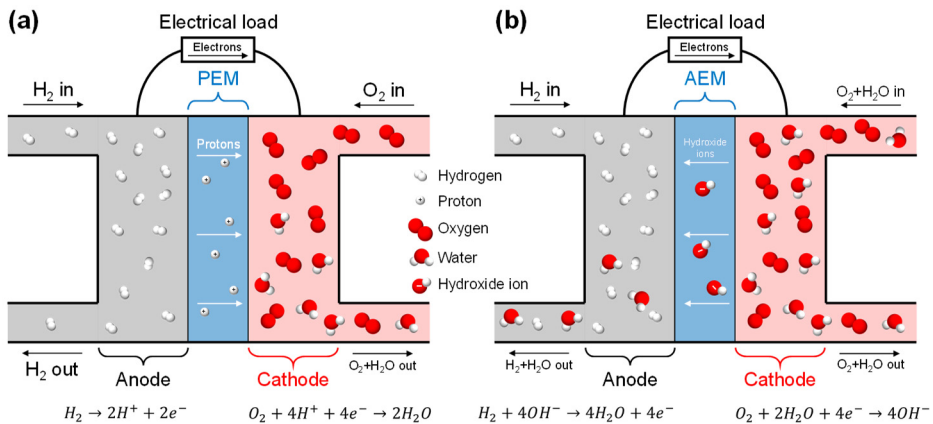 (a)
Electrical load
Electrons
PEM
H₂ in
O₂ in
Protons
H₂ out
O₂+H₂O out
Anode
Cathode
H₂ → 2H⁺ + 2e⁻
O₂ + 4H⁺ + 4e⁻ → 2H₂O
Hydrogen
+ Proton
Oxygen
Water
- Hydroxide ion
(b)
Electrical load
Electrons
AEM
H₂ in
O₂+H₂O in
Hydroxide
ions
H₂+H₂O out
O₂+H₂O out
Anode
Cathode
H₂ + 4OH⁻ → 4H₂O + 4e⁻
O₂ + 2H₂O + 4e⁻ → 4OH⁻